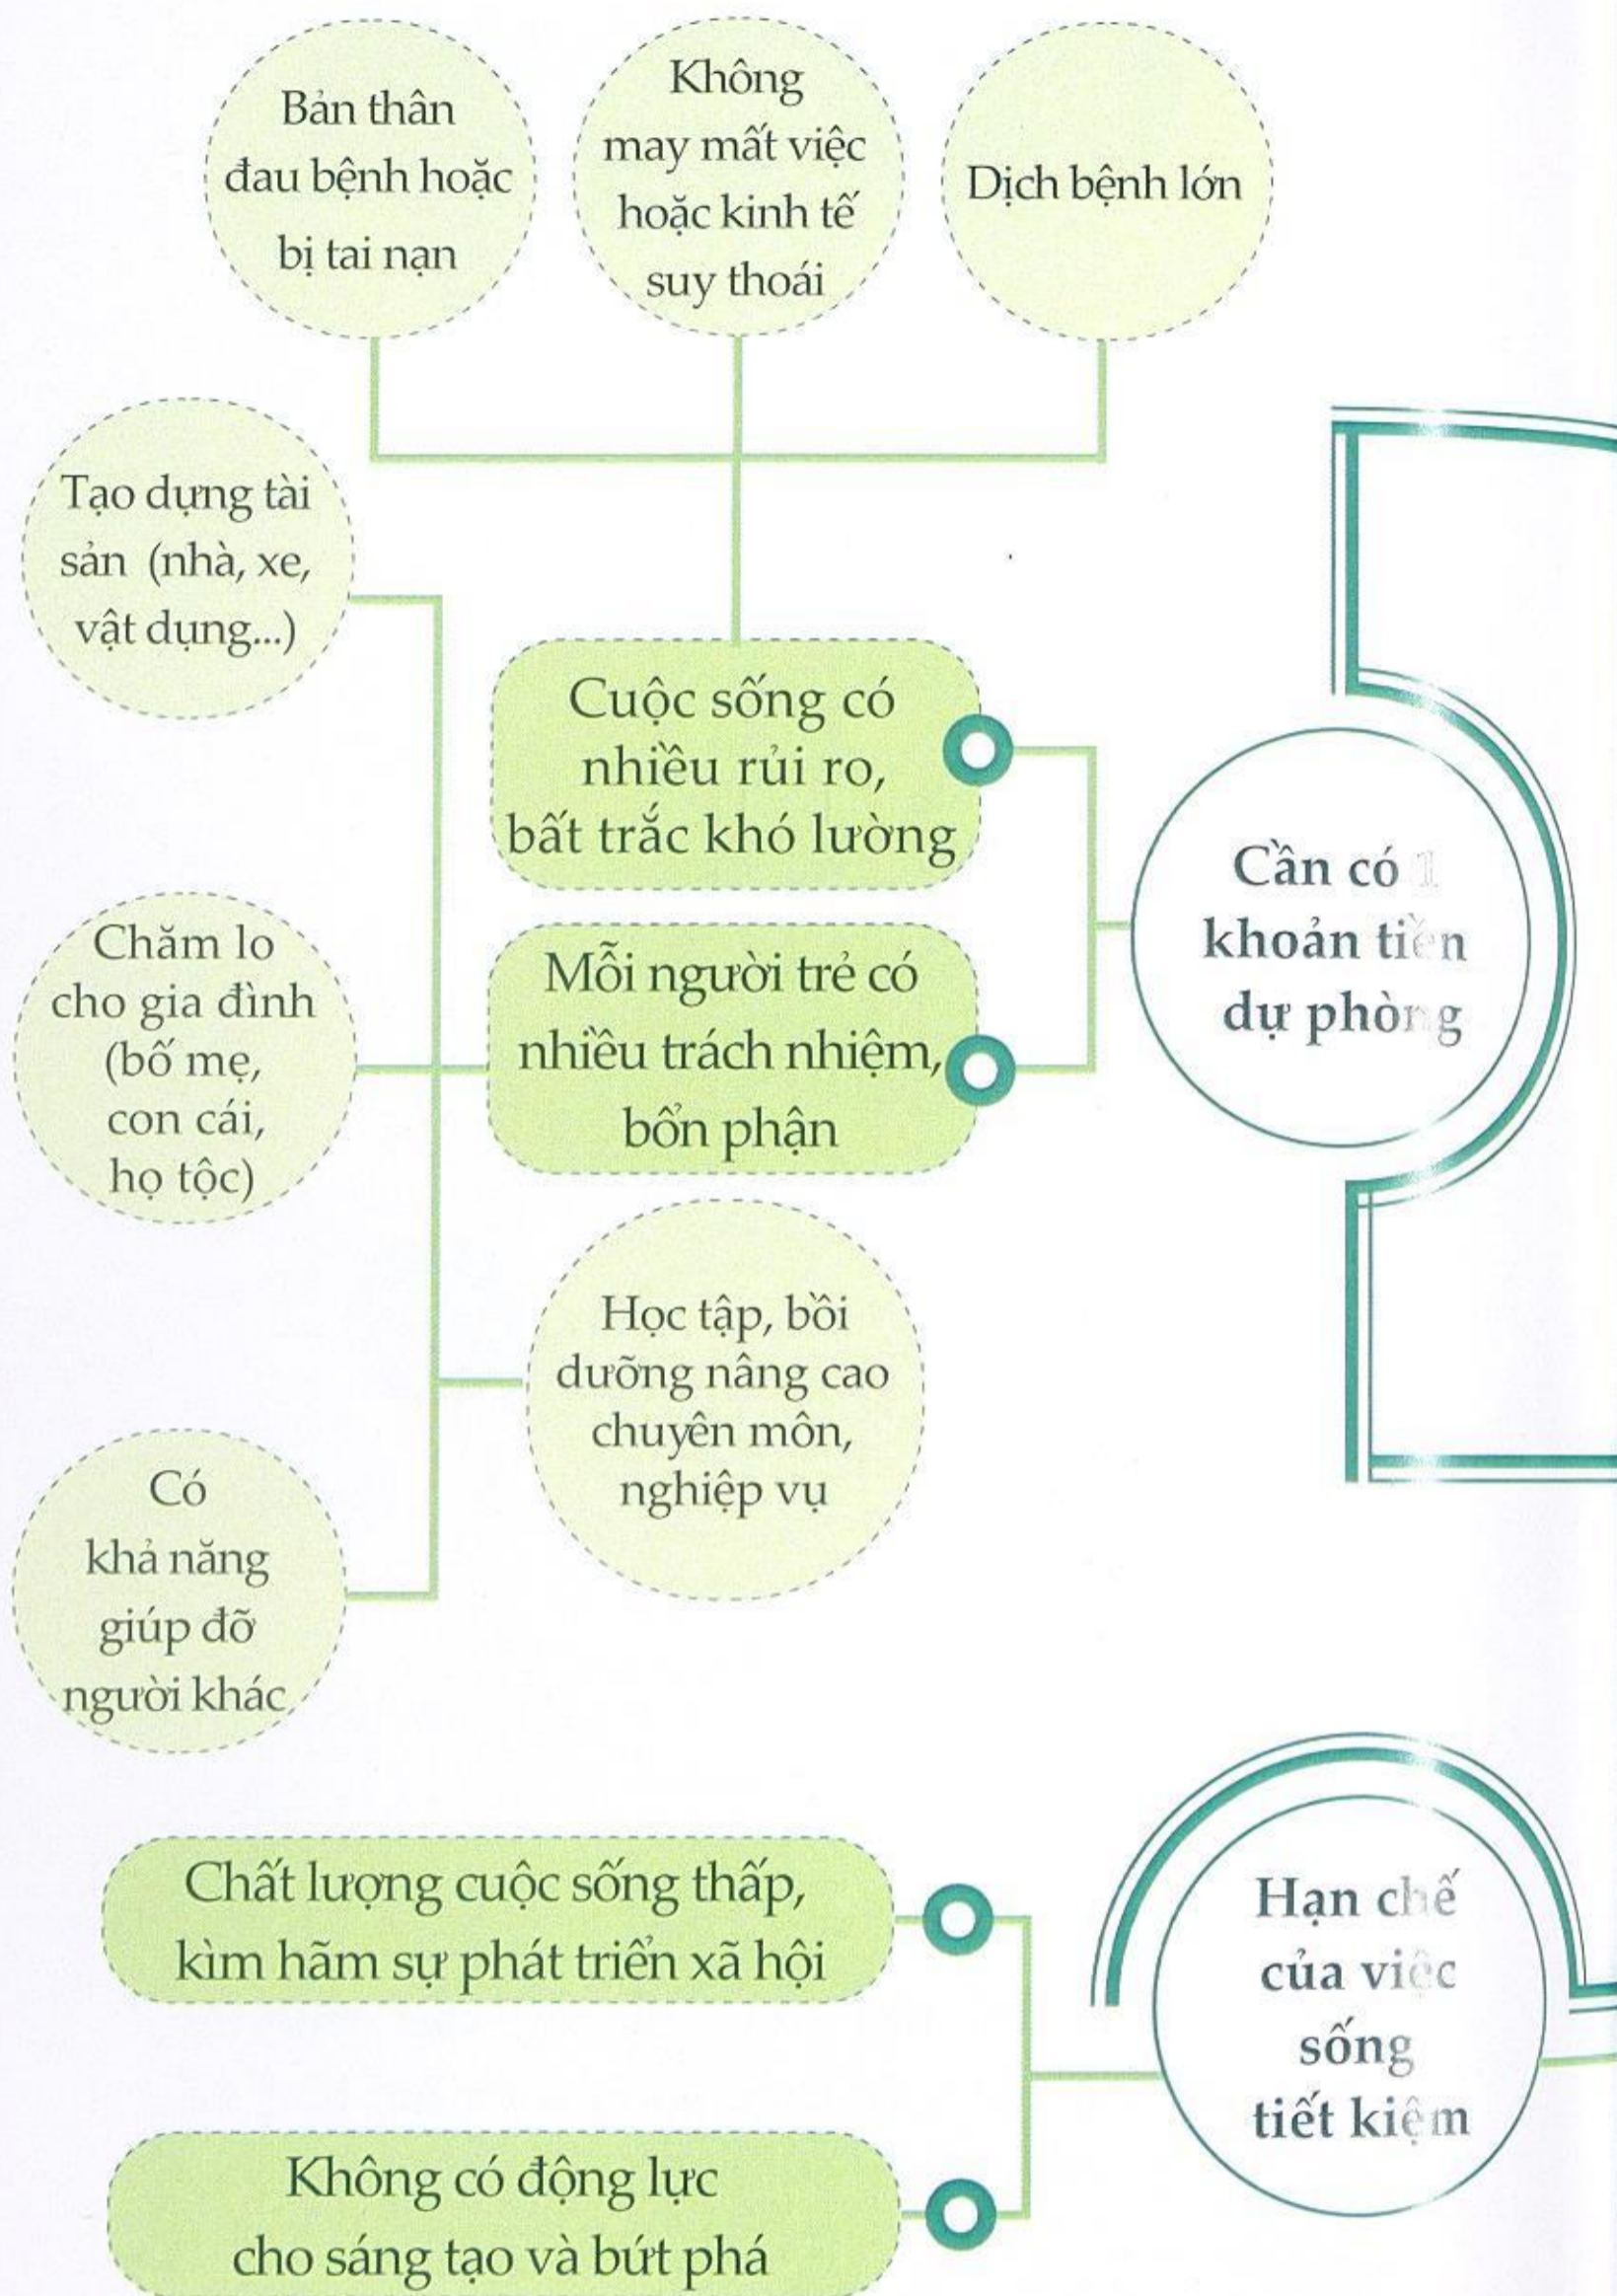 Bản thân
đau bệnh hoặc
bị tai nạn
Không
may mất việc
hoặc kinh tế
suy thoái
Dịch bệnh lớn
Tạo dựng tài
sản (nhà, xe,
vật dụng...)
Cuộc sống có
nhiều rủi ro,
bất trắc khó lường
Cần có 1
khoản tiền
dự phòng
Chăm lo
cho gia đình
(bố mẹ,
con cái,
họ tộc)
Mỗi người trẻ có
nhiều trách nhiệm,
bổn phận
Học tập, bồi
dưỡng nâng cao
chuyên môn,
nghiệp vụ
Có
khả năng
giúp đỡ
người khác
Chất lượng cuộc sống thấp,
kìm hãm sự phát triển xã hội
Hạn chế
của việc
sống
tiết kiệm
Không có động lực
cho sáng tạo và bứt phá